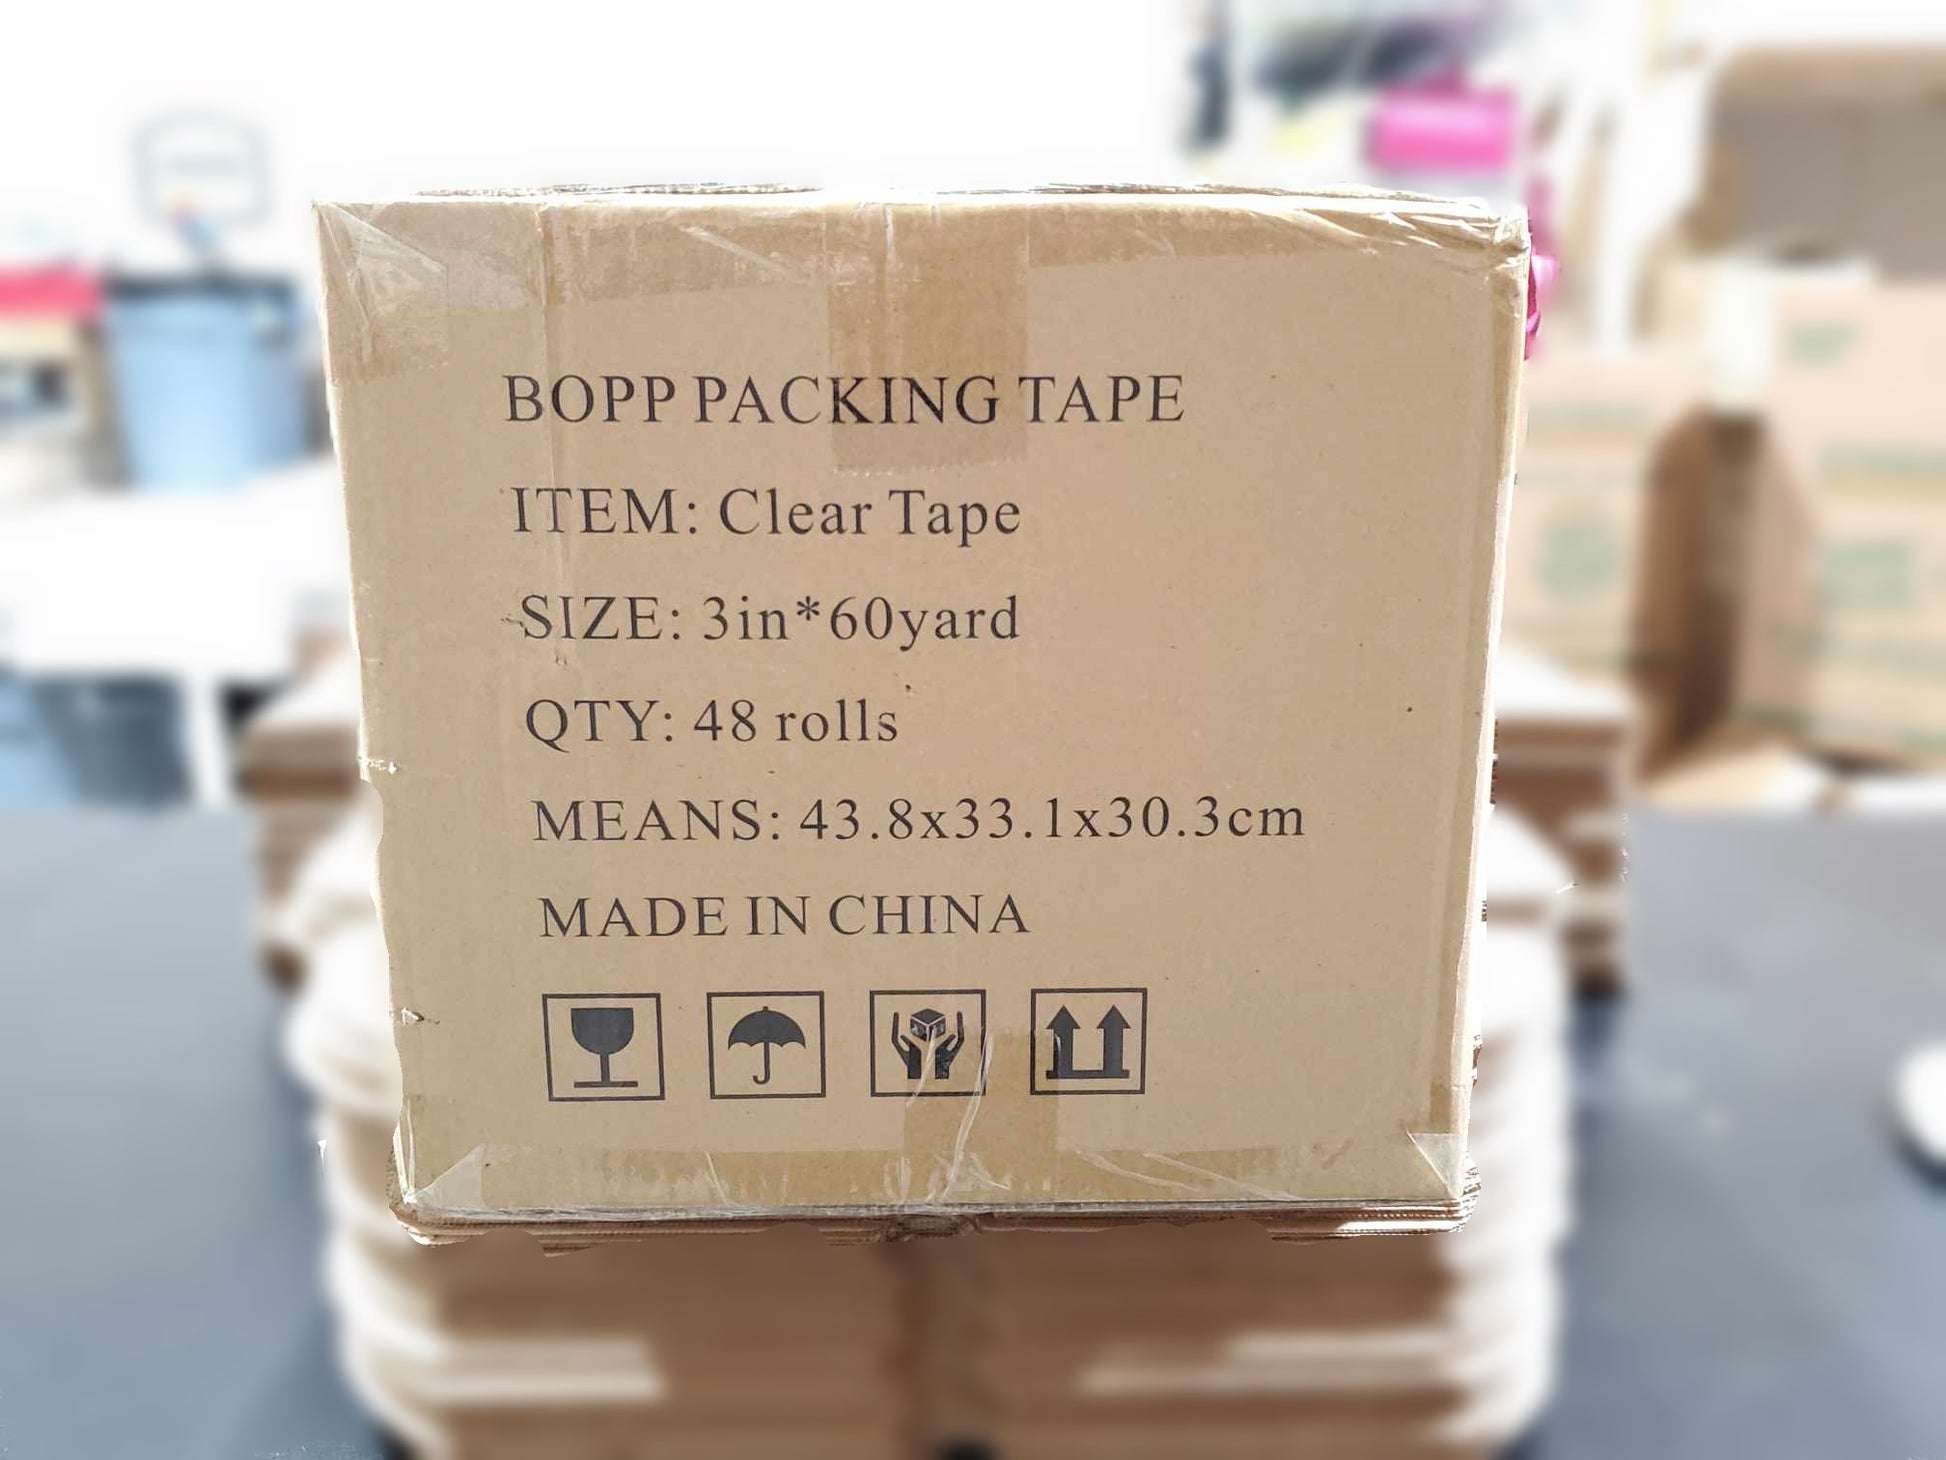 BOPP PACKING TAPE
ITEM: Clear Tape
SIZE: 3in*60yard
QTY: 48 rolls
MEANS: 43.8x33.1x30.3cm
MADE IN CHINA